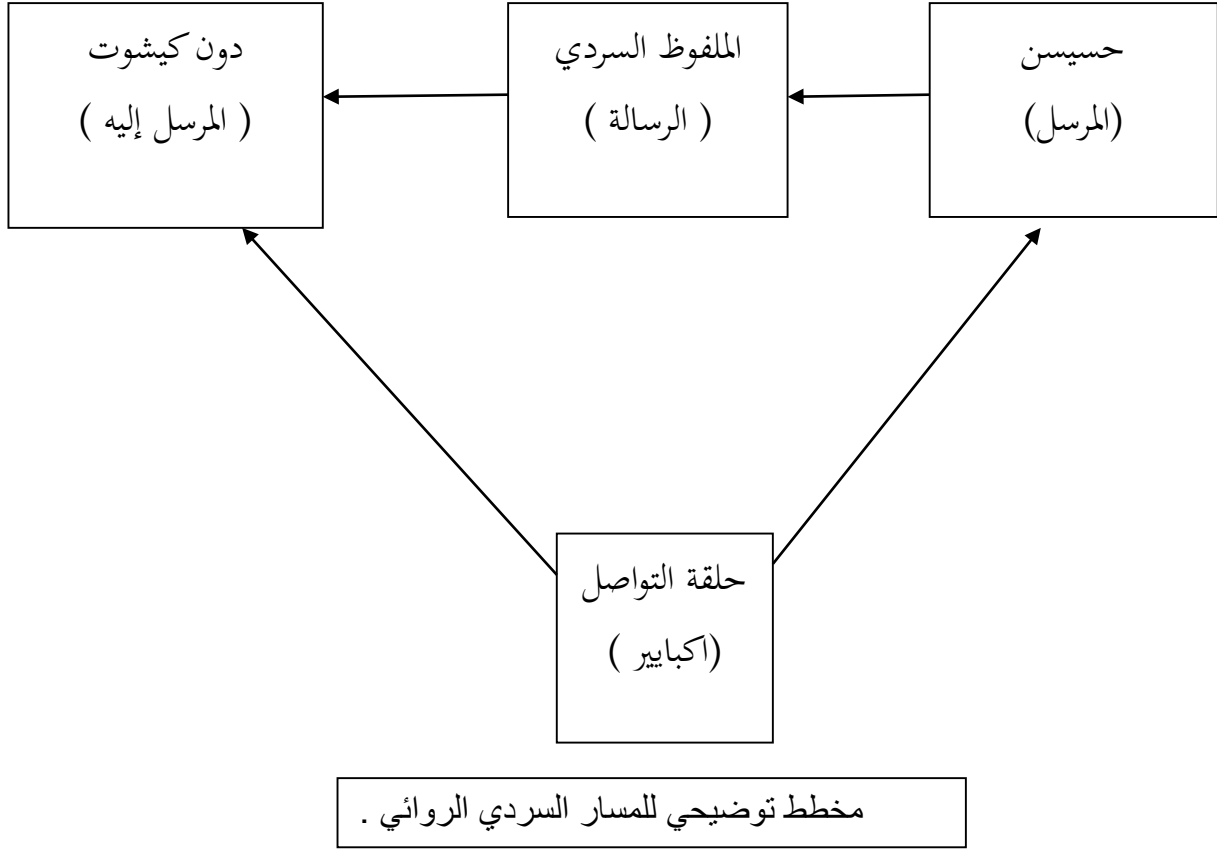 حسيسن
(المرسل)
الملفوظ السردي
( الرسالة )
دون كيشوت
( المرسل إليه )
حلقة التواصل
(اكبايير )
مخطط توضيحي للمسار السردي الروائي .